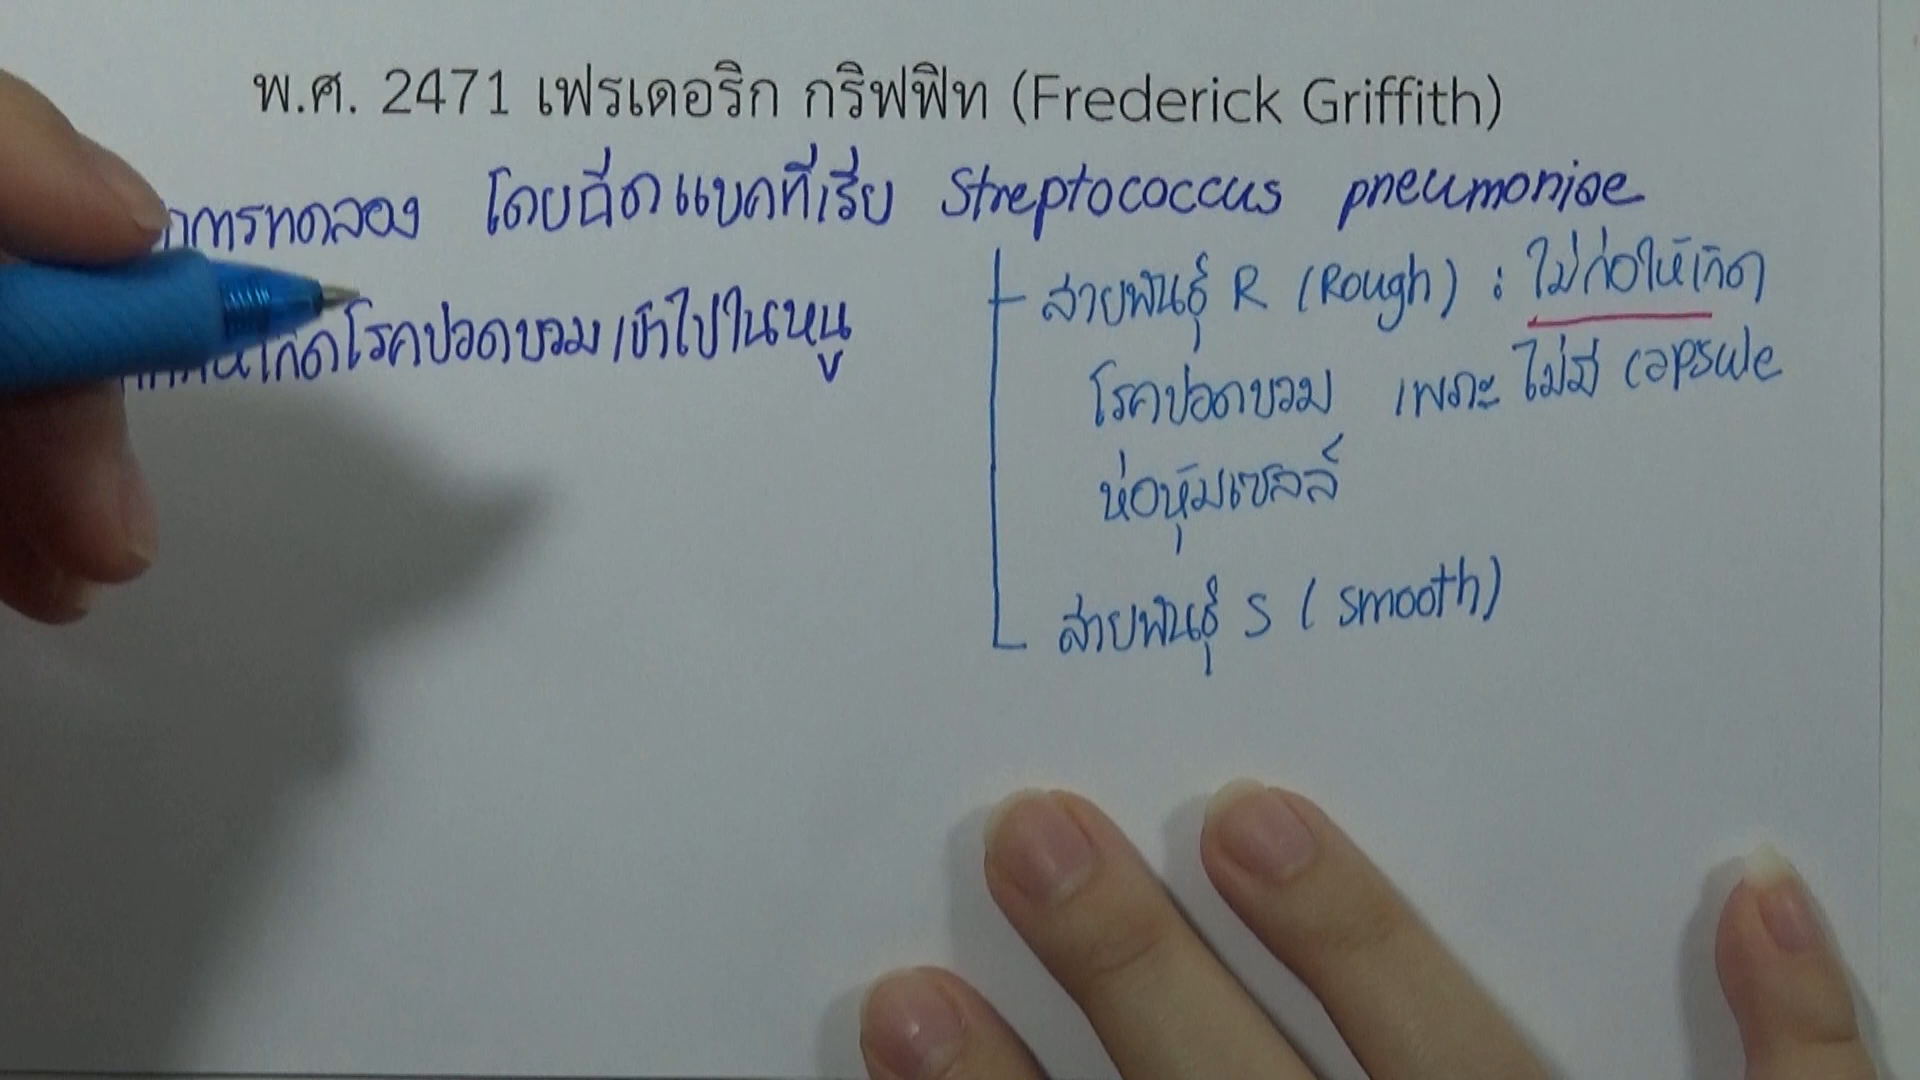 พ.ศ. 2471 เฟรเดอริก กริฟฟิท (Frederick Griffith)
การทดลอง โดยฉีดแบคทีเรีย Streptococcus pneumoniae
เกิดโรคปอดบวมเข้าไปในหนู
สายพันธุ์ R (Rough) : ไม่ก่อให้เกิด
โรคปอดบวม เพราะ ไม่มี capsule
ห่อหุ้มเซลล์
สายพันธุ์ S (smooth)